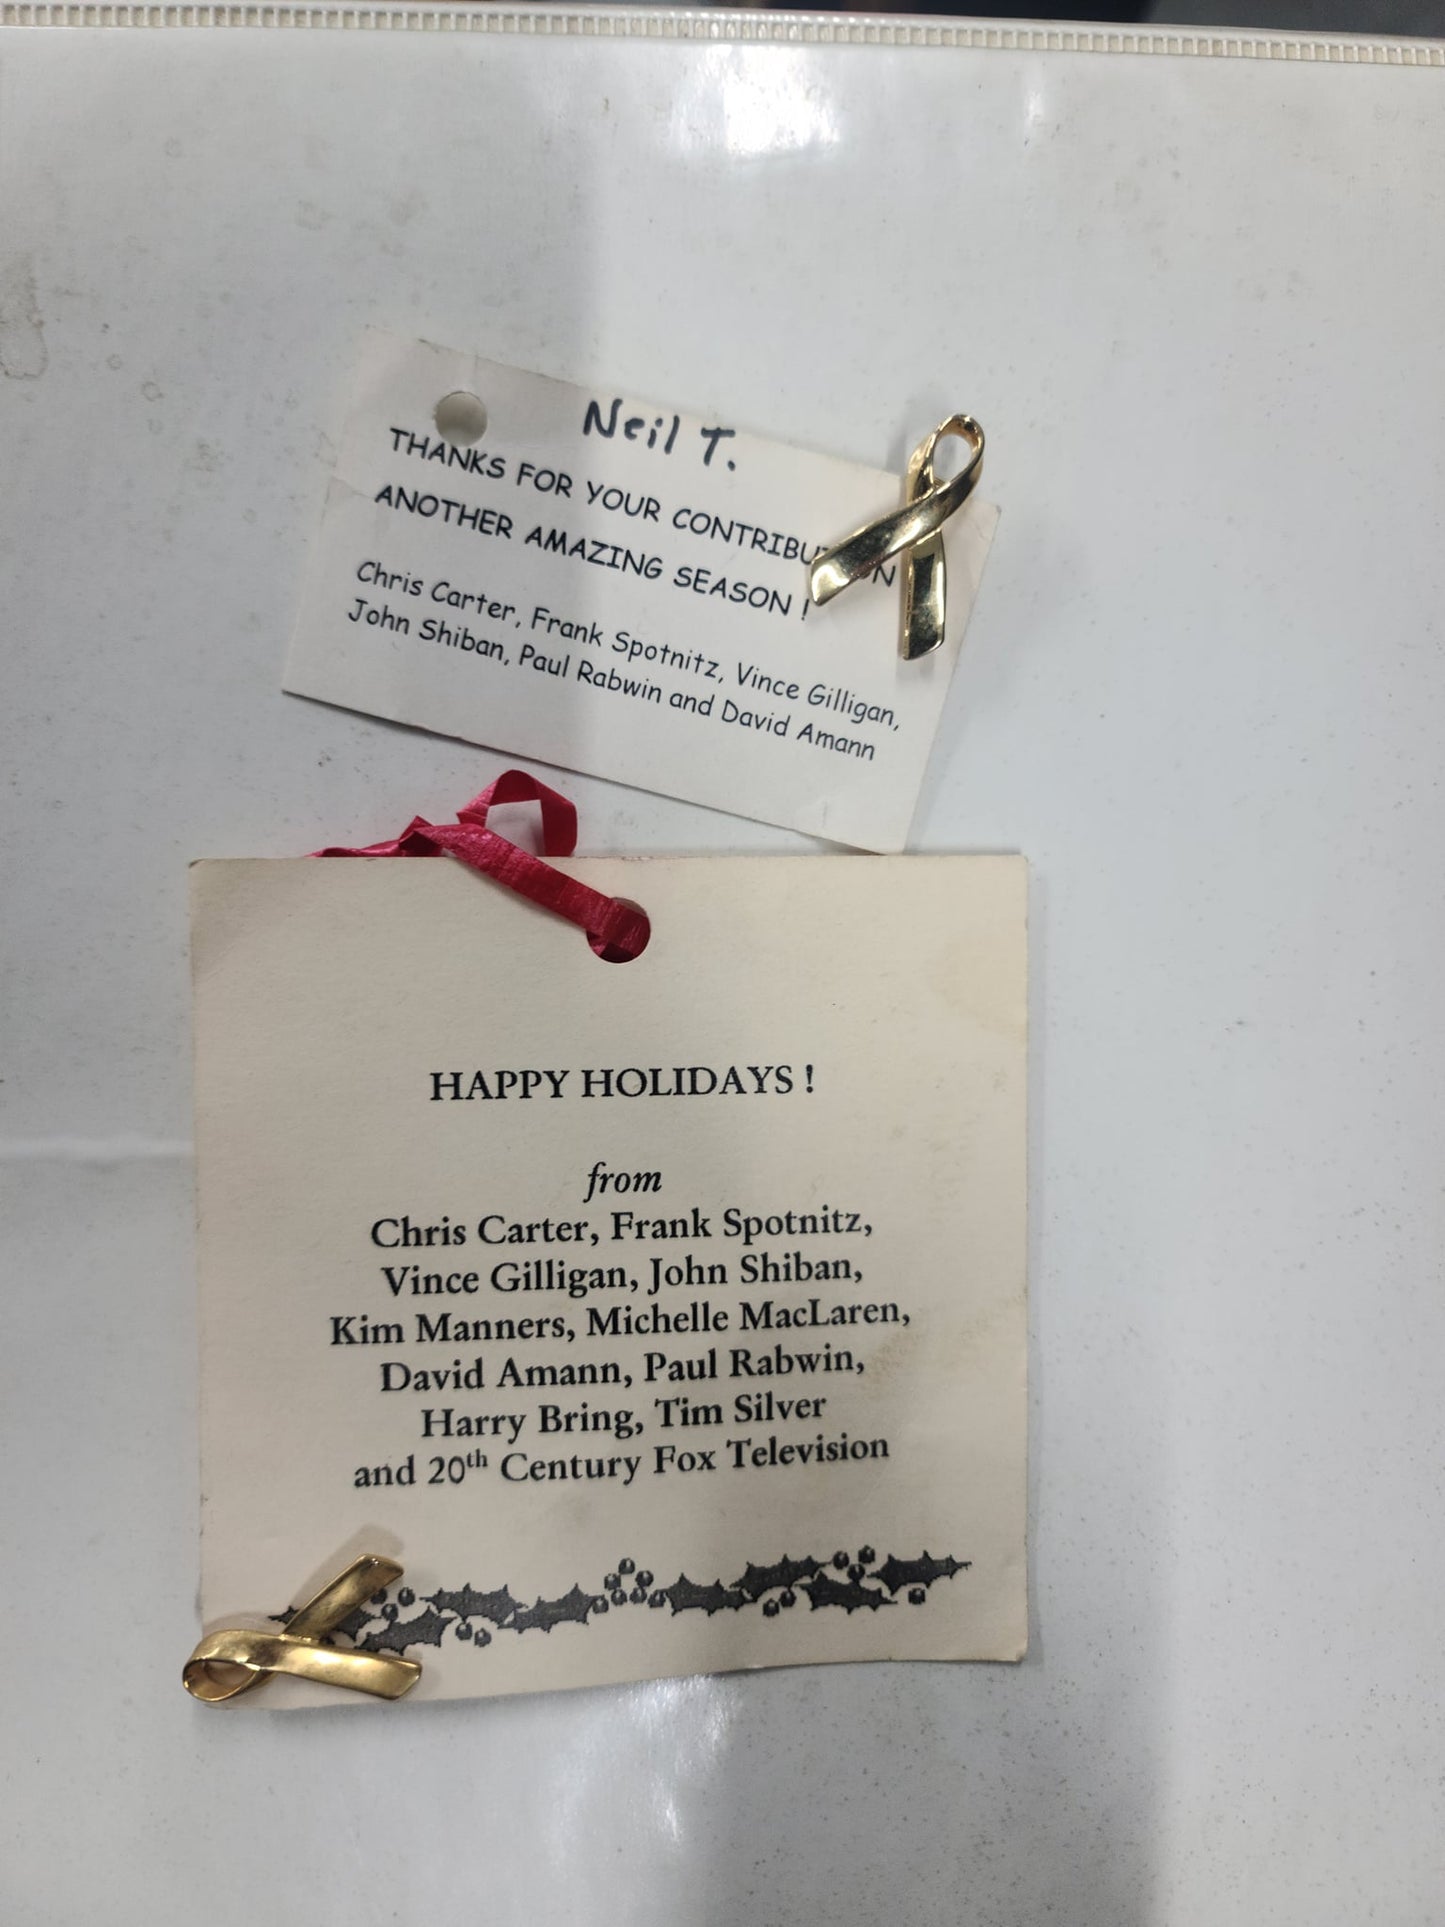 Neil T.
THANKS FOR YOUR CONTRIBUTION
ANOTHER AMAZING SEASON !
Chris Carter, Frank Spotnitz, Vince Gilligan,
John Shiban, Paul Rabwin and David Amann
HAPPY HOLIDAYS !
from
Chris Carter, Frank Spotnitz,
Vince Gilligan, John Shiban,
Kim Manners, Michelle MacLaren,
David Amann, Paul Rabwin,
Harry Bring, Tim Silver
and 20th Century Fox Television